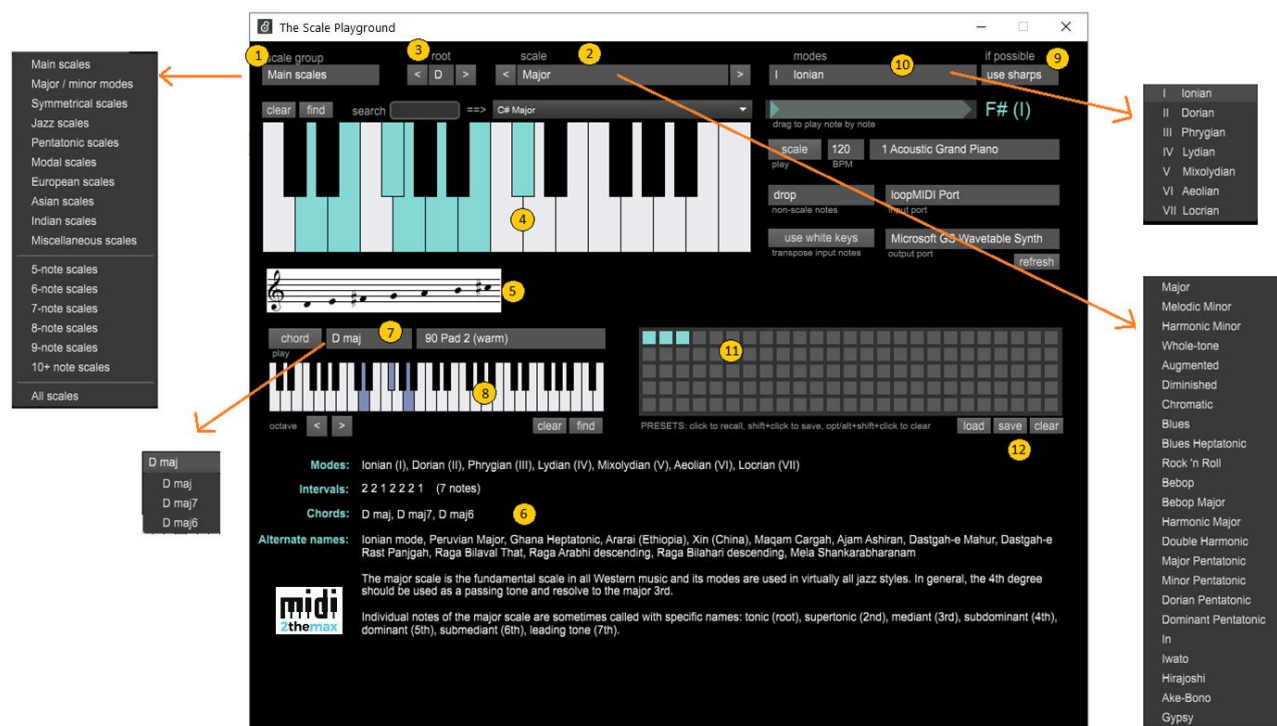 The Scale Playground
1
scale group
3
root
scale
2
modes
10
if possible
9
Main scales
< D >
< Major >
I Ionian
use sharps
clear find search ==> C# Major
F# (I)
drag to play note by note
scale 120 1 Acoustic Grand Piano
play BPM
drop loopMIDI Port
non-scale notes input port
4
use white keys Microsoft GS Wavetable Synth
transpose input notes output port
refresh
5
chord D maj 7 90 Pad 2 (warm)
play
11
8
octave < > clear find
PRESETS: click to recall, shift+click to save, opt/alt+shift+click to clear
load save clear
12
Modes: Ionian (I), Dorian (II), Phrygian (III), Lydian (IV), Mixolydian (V), Aeolian (VI), Locrian (VII)
Intervals: 2 2 1 2 2 2 1 (7 notes)
Chords: D maj, D maj7, D maj6 6
Alternate names: Ionian mode, Peruvian Major, Ghana Heptatonic, Ararai (Ethiopia), Xin (China), Maqam Cargah, Ajam Ashiran, Dastgah-e Mahur, Dastgah-e
Rast Panjgah, Raga Bilaval That, Raga Arabhi descending, Raga Bilahari descending, Mela Shankarabharanam
The major scale is the fundamental scale in all Western music and its modes are used in virtually all jazz styles. In general, the 4th degree
should be used as a passing tone and resolve to the major 3rd.
Individual notes of the major scale are sometimes called with specific names: tonic (root), supertonic (2nd), mediant (3rd), subdominant (4th),
dominant (5th), submediant (6th), leading tone (7th).
midi
2themax
Main scales
Major / minor modes
Symmetrical scales
Jazz scales
Pentatonic scales
Modal scales
European scales
Asian scales
Indian scales
Miscellaneous scales
5-note scales
6-note scales
7-note scales
8-note scales
9-note scales
10+ note scales
All scales
D maj
D maj
D maj7
D maj6
I Ionian
II Dorian
III Phrygian
IV Lydian
V Mixolydian
VI Aeolian
VII Locrian
Major
Melodic Minor
Harmonic Minor
Whole-tone
Augmented
Diminished
Chromatic
Blues
Blues Heptatonic
Rock 'n Roll
Bebop
Bebop Major
Harmonic Major
Double Harmonic
Major Pentatonic
Minor Pentatonic
Dorian Pentatonic
Dominant Pentatonic
In
Iwato
Hirajoshi
Ake-Bono
Gypsy